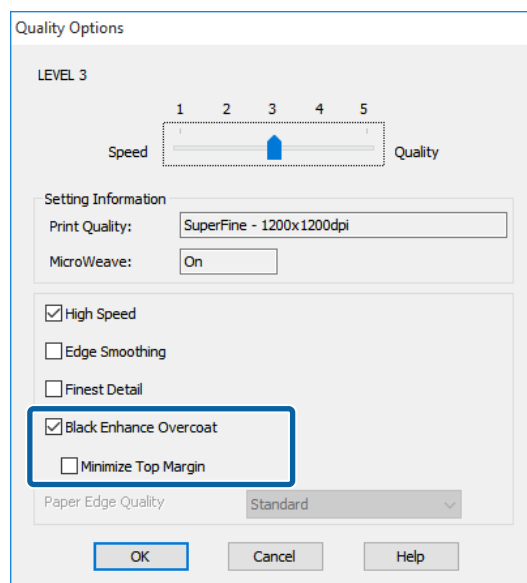 Quality Options
LEVEL 3
1 2 3 4 5
Speed Quality
Setting Information
Print Quality: SuperFine - 1200x1200dpi
MicroWeave: On
High Speed
Edge Smoothing
Finest Detail
Black Enhance Overcoat
Minimize Top Margin
Paper Edge Quality Standard
OK Cancel Help